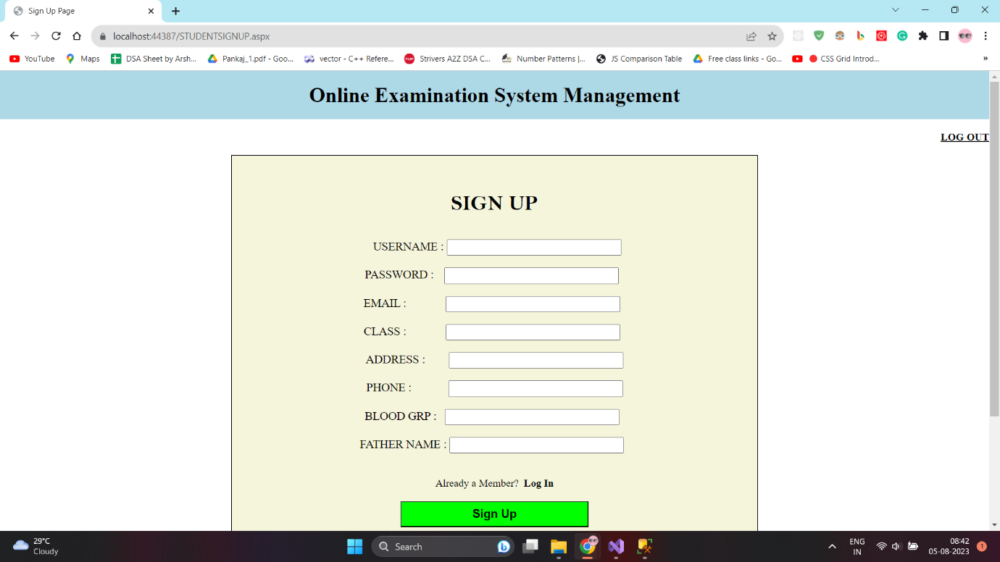 Sign Up Page
localhost:44387/STUDENTSIGNUP.aspx
YouTube Maps DSA Sheet by Arsh... Pankaj_1.pdf - Goo... vector - C++ Refere... Strivers A2Z DSA C... Number Patterns |... JS Comparison Table Free class links - Go... CSS Grid Introd... »
Online Examination System Management
LOG OUT
SIGN UP
USERNAME :
PASSWORD :
EMAIL :
CLASS :
ADDRESS :
PHONE :
BLOOD GRP :
FATHER NAME :
Already a Member? Log In
Sign Up
29°C
Cloudy
Search
ENG
IN
08:42
05-08-2023
1